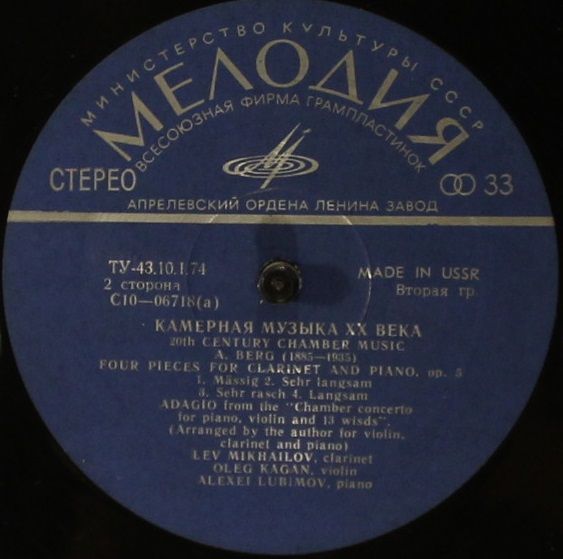 МИНИСТЕРСТВО КУЛЬТУРЫ СССР
МЕЛОДИЯ
ВСЕСОЮЗНАЯ ФИРМА ГРАМПЛАСТИНОК
СТЕРЕО
33
АПРЕЛЕВСКИЙ ОРДЕНА ЛЕНИНА ЗАВОД
ТУ-43.10.1.74
MADE IN USSR
2 сторона
Вторая гр.
С10—06718(а)
КАМЕРНАЯ МУЗЫКА XX ВЕКА
20th CENTURY CHAMBER MUSIC
A. BERG (1885—1935)
FOUR PIECES FOR CLARINET AND PIANO, op. 5
1. Mässig 2. Sehr langsam
3. Sehr rasch 4. Langsam
ADAGIO from the "Chamber concerto
for piano, violin and 13 wisds".
(Arranged by the author for violin,
clarinet and piano)
LEV MIKHAILOV, clarinet
OLEG KAGAN, violin
ALEXEI LUBIMOV, piano